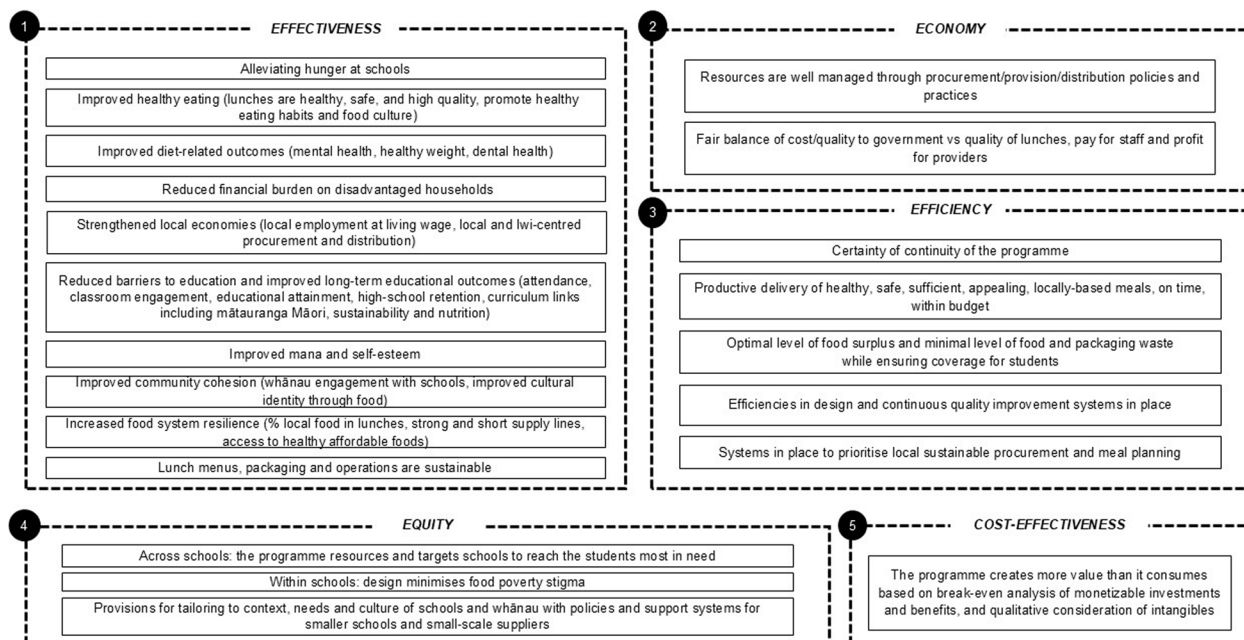 1
EFFECTIVENESS
Alleviating hunger at schools
Improved healthy eating (lunches are healthy, safe, and high quality, promote healthy
eating habits and food culture)
Improved diet-related outcomes (mental health, healthy weight, dental health)
Reduced financial burden on disadvantaged households
Strengthened local economies (local employment at living wage, local and Iwi-centred
procurement and distribution)
Reduced barriers to education and improved long-term educational outcomes (attendance,
classroom engagement, educational attainment, high-school retention, curriculum links
including mātauranga Māori, sustainability and nutrition)
Improved mana and self-esteem
Improved community cohesion (whānau engagement with schools, improved cultural
identity through food)
Increased food system resilience (% local food in lunches, strong and short supply lines,
access to healthy affordable foods)
Lunch menus, packaging and operations are sustainable
2
ECONOMY
Resources are well managed through procurement/provision/distribution policies and
practices
Fair balance of cost/quality to government vs quality of lunches, pay for staff and profit
for providers
3
EFFICIENCY
Certainty of continuity of the programme
Productive delivery of healthy, safe, sufficient, appealing, locally-based meals, on time,
within budget
Optimal level of food surplus and minimal level of food and packaging waste
while ensuring coverage for students
Efficiencies in design and continuous quality improvement systems in place
Systems in place to prioritise local sustainable procurement and meal planning
4
EQUITY
Across schools: the programme resources and targets schools to reach the students most in need
Within schools: design minimises food poverty stigma
Provisions for tailoring to context, needs and culture of schools and whānau with policies and support systems for
smaller schools and small-scale suppliers
5
COST-EFFECTIVENESS
The programme creates more value than it consumes
based on break-even analysis of monetizable investments
and benefits, and qualitative consideration of intangibles